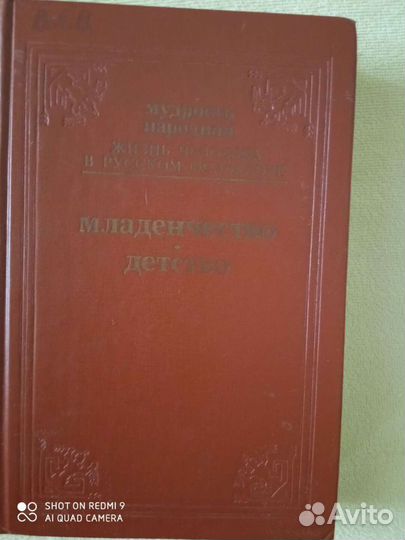 мудрость
народная
жизнь человека
в русском фольклоре
младенчество
детство
SHOT ON REDMI 9
AI QUAD CAMERA
Avito